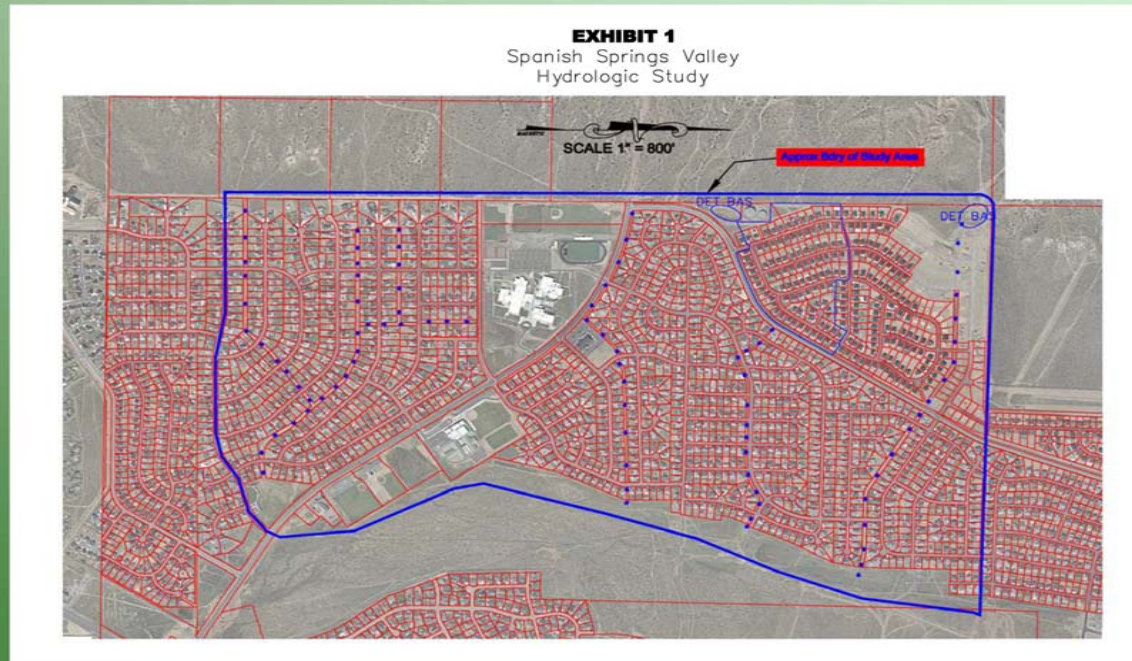 EXHIBIT 1
Spanish Springs Valley
Hydrologic Study
SCALE 1" = 800'
Approx Bdry of Study Area
DET BAS
DET BAS